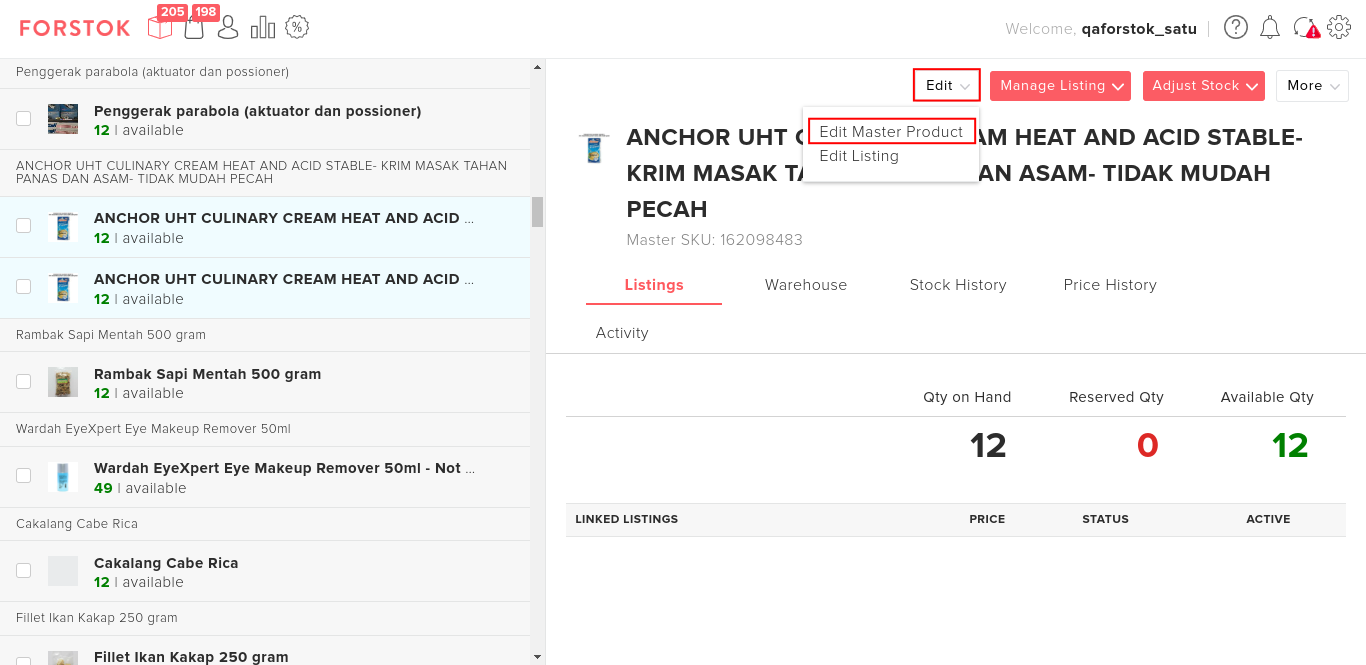 FORSTOK
205
198
Welcome, qaforstok_satu
Penggerak parabola (aktuator dan possioner)
Penggerak parabola (aktuator dan possioner)
12 | available
ANCHOR UHT CULINARY CREAM HEAT AND ACID STABLE- KRIM MASAK TAHAN
PANAS DAN ASAM- TIDAK MUDAH PECAH
ANCHOR UHT CULINARY CREAM HEAT AND ACID ...
12 | available
ANCHOR UHT CULINARY CREAM HEAT AND ACID ...
12 | available
Rambak Sapi Mentah 500 gram
Rambak Sapi Mentah 500 gram
12 | available
Wardah EyeXpert Eye Makeup Remover 50ml
Wardah EyeXpert Eye Makeup Remover 50ml - Not ...
49 | available
Cakalang Cabe Rica
Cakalang Cabe Rica
12 | available
Fillet Ikan Kakap 250 gram
Fillet Ikan Kakap 250 gram
Edit
Manage Listing
Adjust Stock
More
Edit Master Product
Edit Listing
ANCHOR UHT C AM HEAT AND ACID STABLE-
KRIM MASAK TA AN ASAM- TIDAK MUDAH
PECAH
Master SKU: 162098483
Listings
Warehouse
Stock History
Price History
Activity
Qty on Hand
Reserved Qty
Available Qty
12
0
12
LINKED LISTINGS
PRICE
STATUS
ACTIVE